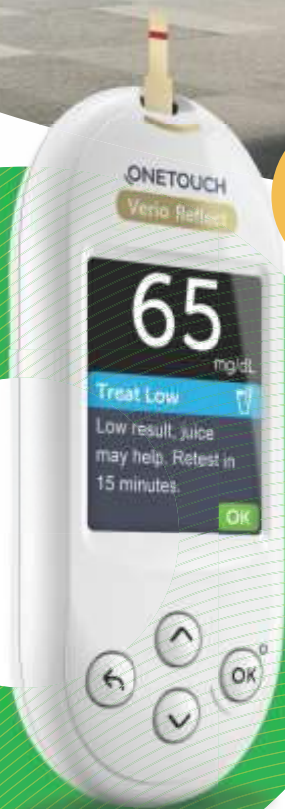 ONETOUCH
Verio Reflect
65
mg/dL
Treat Low
Low result, juice
may help. Retest in
15 minutes.
OK
OK